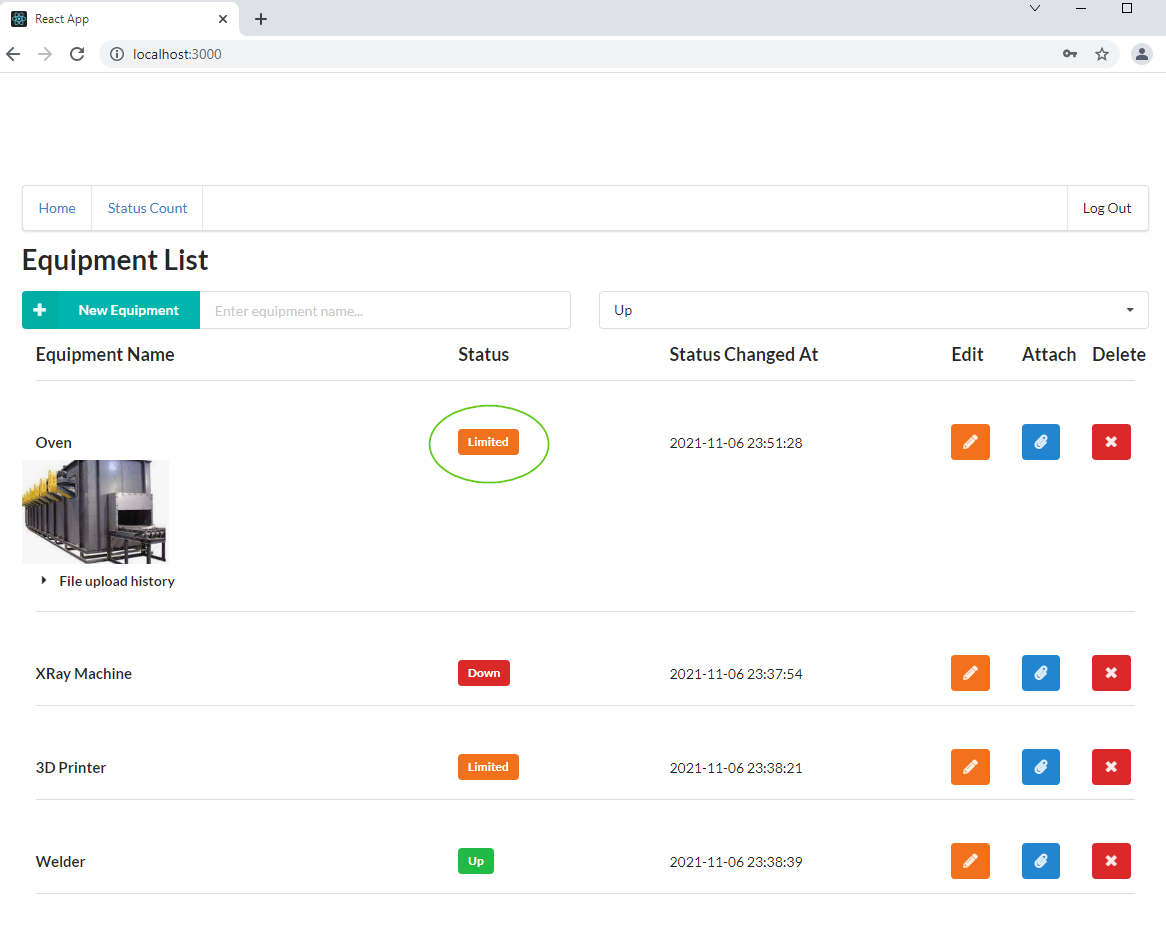 React App
localhost:3000
Home Status Count Log Out
Equipment List
New Equipment Enter equipment name... Up
Equipment Name Status Status Changed At Edit Attach Delete
Oven Limited 2021-11-06 23:51:28
File upload history
XRay Machine Down 2021-11-06 23:37:54
3D Printer Limited 2021-11-06 23:38:21
Welder Up 2021-11-06 23:38:39